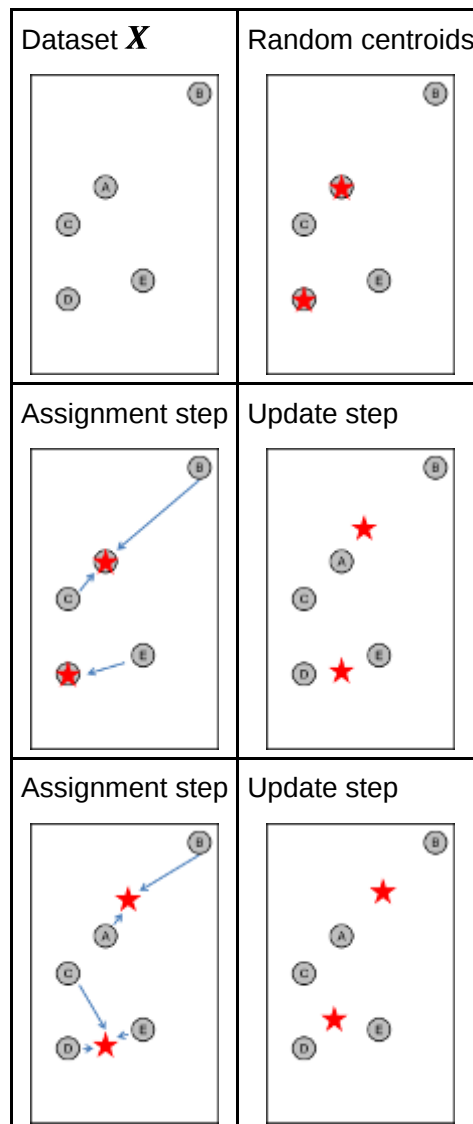 Dataset X
Random centroids
B
A
C
E
D
B
C
E
Assignment step
Update step
B
C
E
B
A
C
D
E
Assignment step
Update step
B
A
C
D
E
B
A
C
D
E